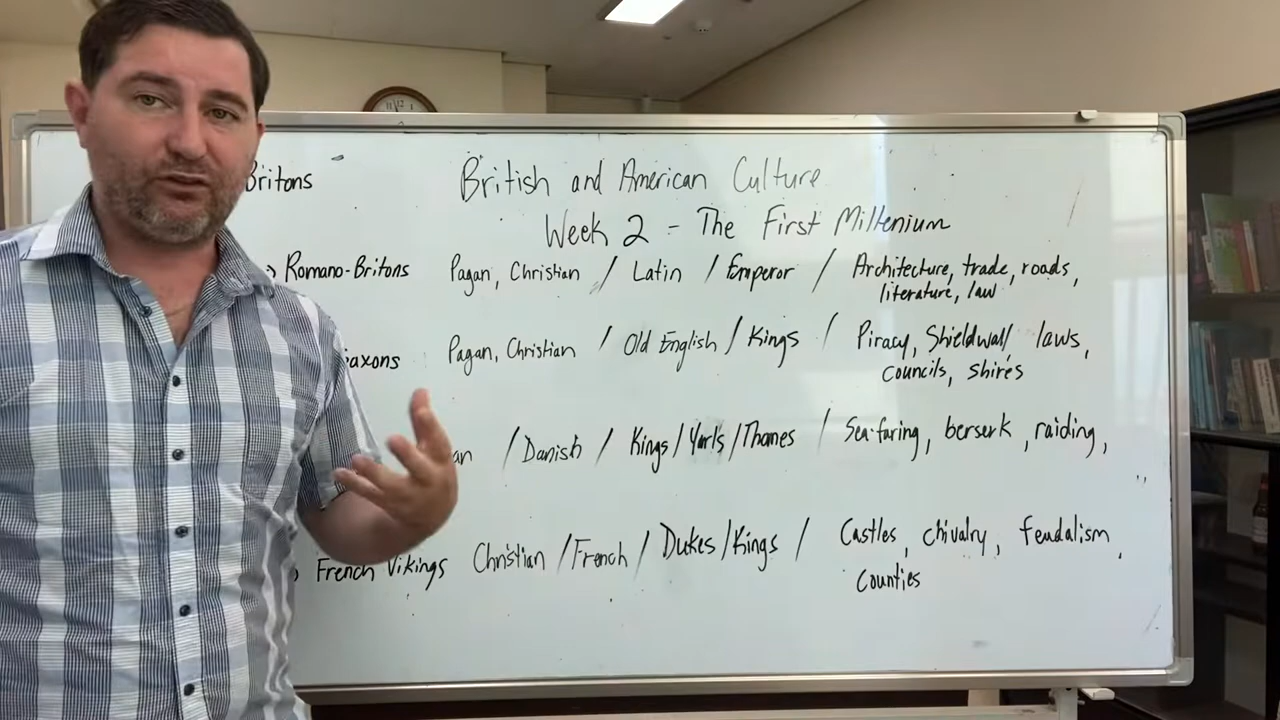 Britons
British and American Culture
Week 2 - The First Millenium
Romano-Britons Pagan, Christian / Latin / Emperor / Architecture, trade, roads,
literature, law
saxons Pagan, Christian / Old English / Kings / Piracy, Shieldwall laws,
councils, shires
an / Danish / Kings / Yarls / Thanes / Sea-faring, berserk, raiding,
French Vikings Christian / French / Dukes / Kings / Castles, chivalry, feudalism,
Counties